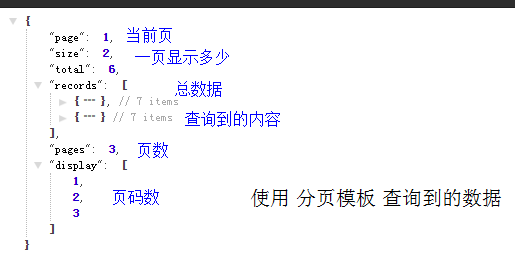 {
"page": 1, 当前页
"size": 2, 一页显示多少
"total": 6,
"records": [ 总数据
{ ··· }, // 7 items
{ ··· } // 7 items 查询到的内容
],
"pages": 3, 页数
"display": [
1,
2, 页码数 使用 分页模板 查询到的数据
3
]
}